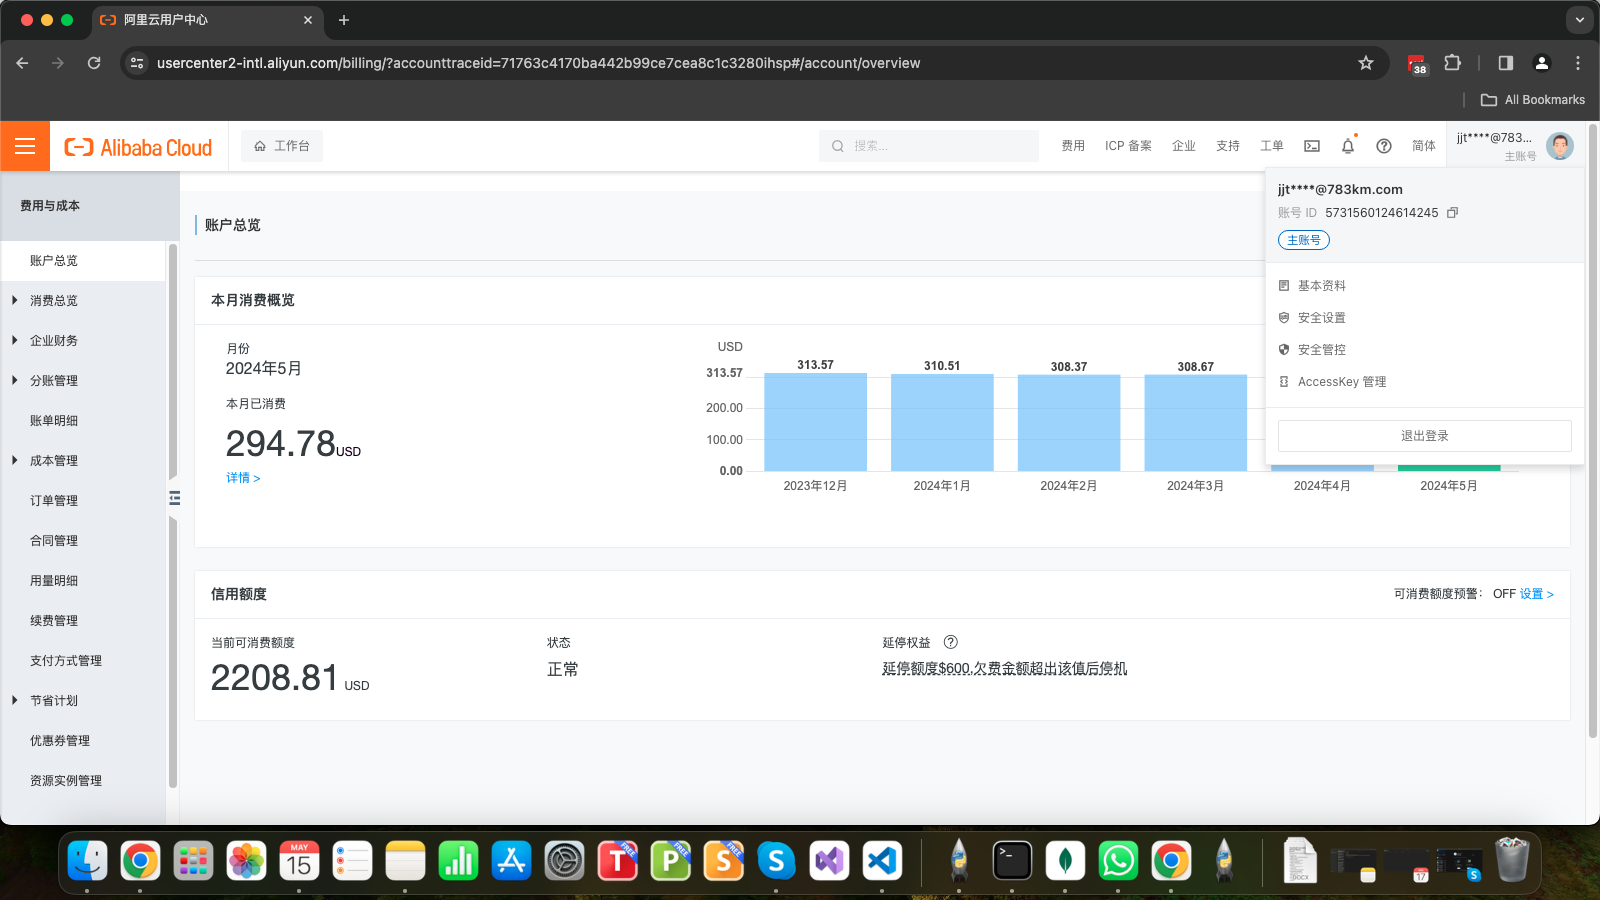 阿里云用户中心
usercenter2-intl.aliyun.com/billing/?accounttraceid=71763c4170ba442b99ce7cea8c1c3280ihsp#/account/overview
38
All Bookmarks
Alibaba Cloud
工作台
搜索...
费用
ICP 备案
企业
支持
工单
简体
jjt****@783...
主账号
jjt****@783km.com
账号 ID 5731560124614245
主账号
基本资料
安全设置
安全管控
AccessKey 管理
退出登录
费用与成本
账户总览
消费总览
企业财务
分账管理
账单明细
成本管理
订单管理
合同管理
用量明细
续费管理
支付方式管理
节省计划
优惠券管理
资源实例管理
账户总览
本月消费概览
月份
2024年5月
本月已消费
294.78USD
详情 >
USD
313.57
200.00
100.00
0.00
313.57
310.51
308.37
308.67
2023年12月
2024年1月
2024年2月
2024年3月
2024年4月
2024年5月
信用额度
可消费额度预警： OFF 设置 >
当前可消费额度
2208.81 USD
状态
正常
延停权益
延停额度$600,欠费金额超出该值后停机
MAY
15
T
FREE
P
FREE
S
FREE
S
>_
.DOCX
17
S